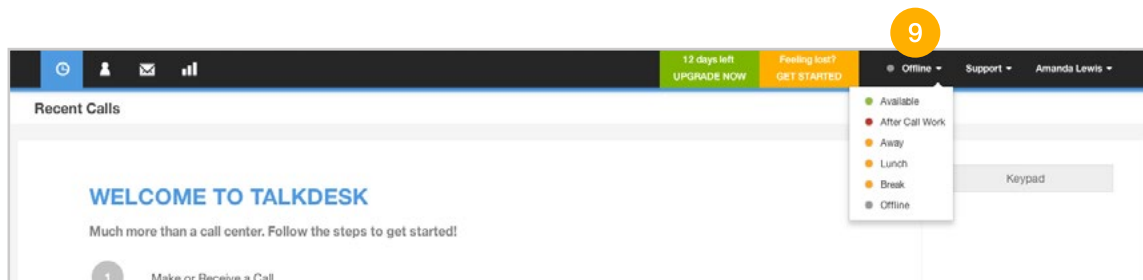 9
12 days left
UPGRADE NOW
Feeling lost?
GET STARTED
Offline
Support
Amanda Lewis
Recent Calls
Available
After Call Work
Away
Lunch
Break
Offline
Keypad
WELCOME TO TALKDESK
Much more than a call center. Follow the steps to get started!
1 Make or Receive a Call